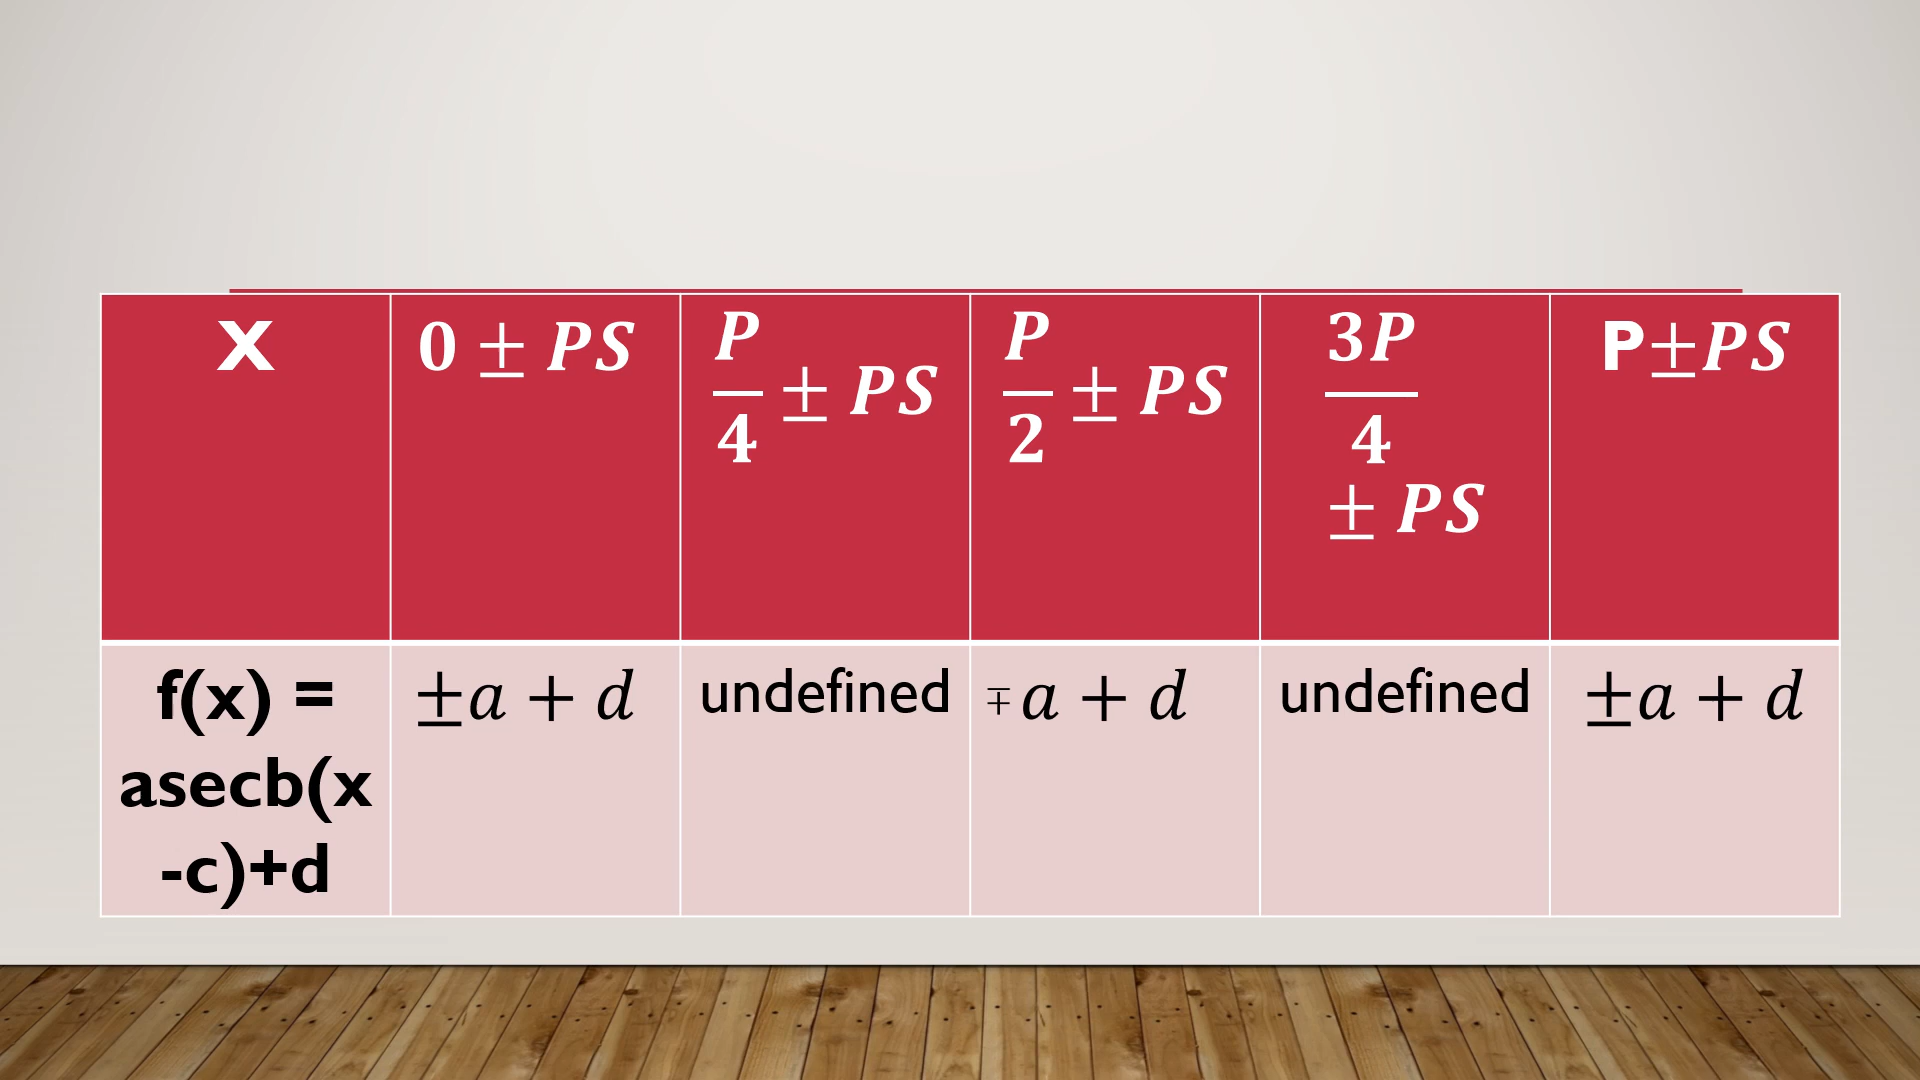 X
0 ± PS
P/4 ± PS
P/2 ± PS
3P/4
± PS
P±PS
f(x) =
asecb(x
-c)+d
±a + d
undefined
∓a + d
undefined
±a + d